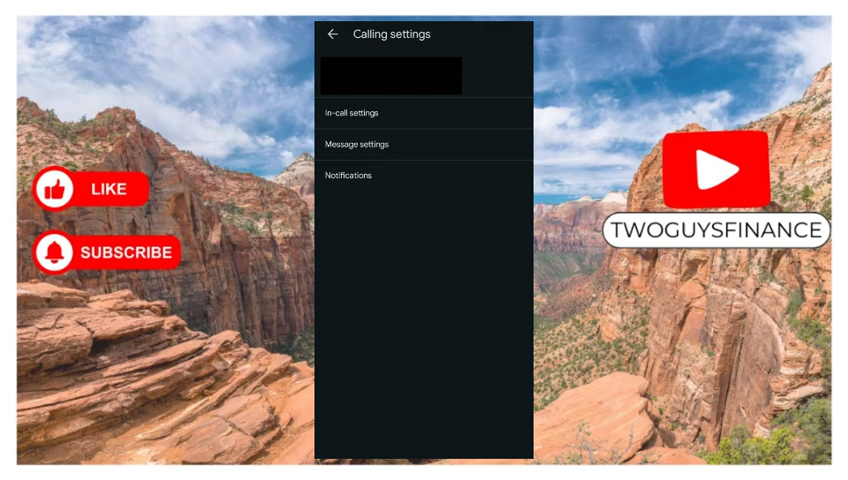 Calling settings
In-call settings
Message settings
Notifications
LIKE
SUBSCRIBE
TWOGUYSFINANCE